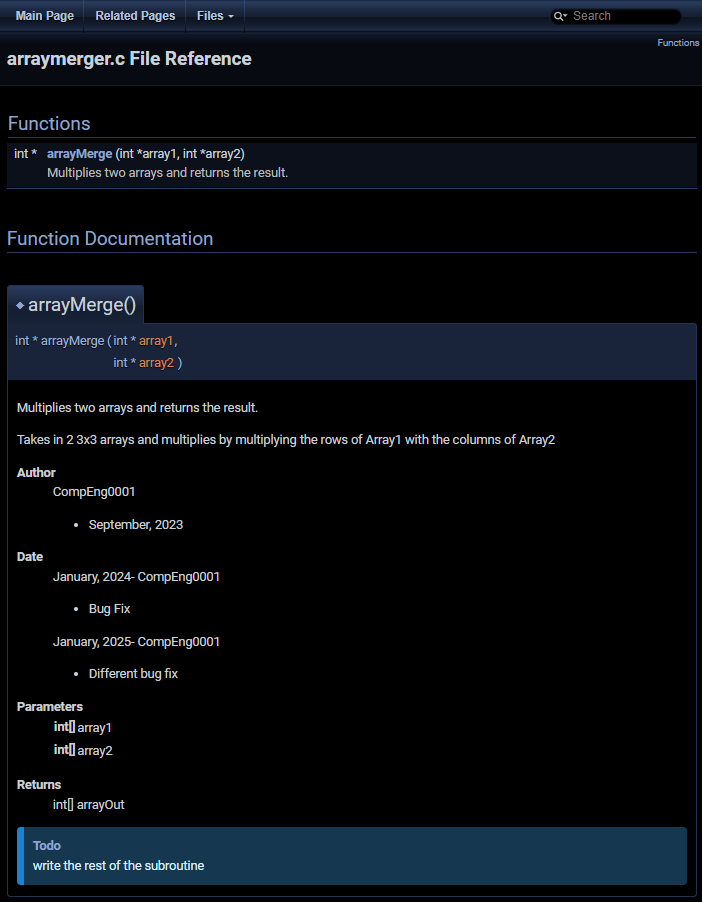 Main Page Related Pages Files Search
Functions
arraymerger.c File Reference
Functions
int * arrayMerge (int *array1, int *array2)
Multiplies two arrays and returns the result.
Function Documentation
◆ arrayMerge()
int * arrayMerge ( int * array1,
int * array2 )
Multiplies two arrays and returns the result.
Takes in 2 3x3 arrays and multiplies by multiplying the rows of Array1 with the columns of Array2
Author
CompEng0001
• September, 2023
Date
January, 2024- CompEng0001
• Bug Fix
January, 2025- CompEng0001
• Different bug fix
Parameters
int[] array1
int[] array2
Returns
int[] arrayOut
Todo
write the rest of the subroutine